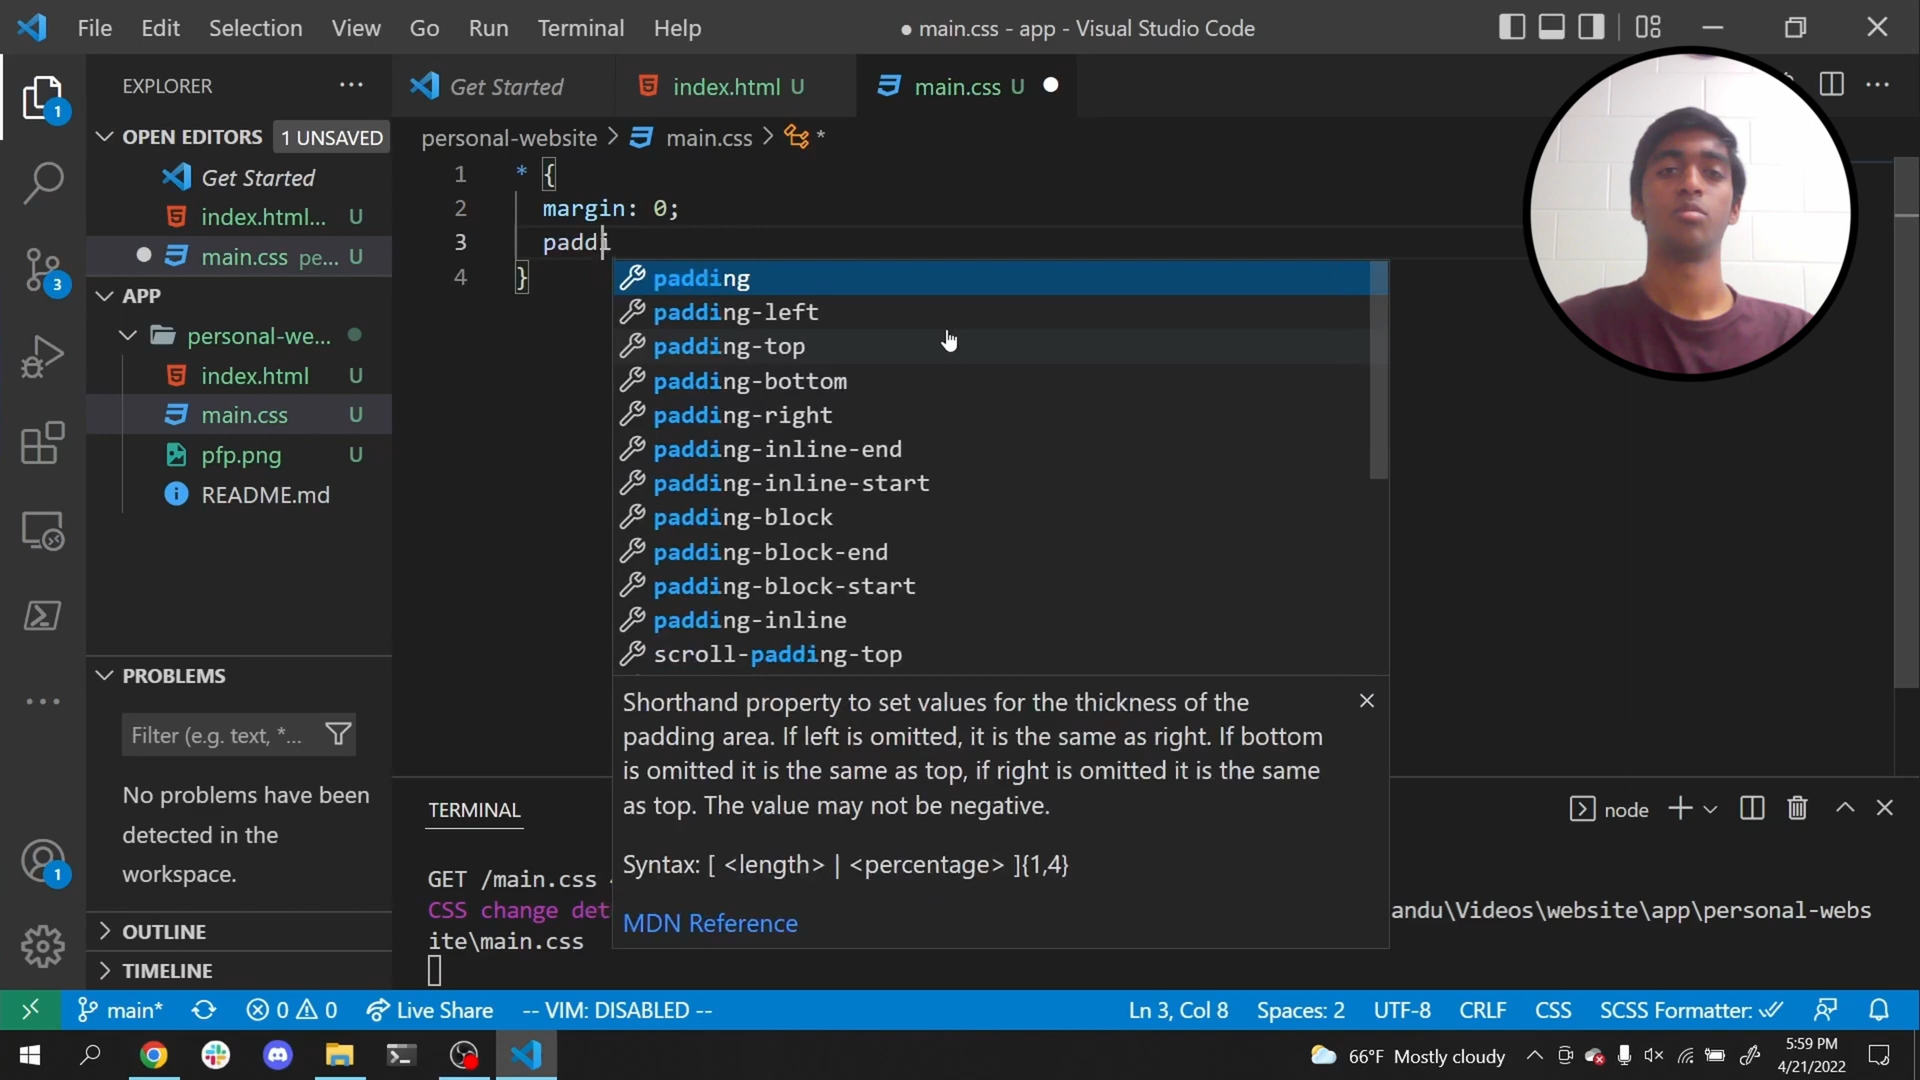 File Edit Selection View Go Run Terminal Help
● main.css - app - Visual Studio Code
EXPLORER
Get Started
index.html U
main.css U
OPEN EDITORS
1 UNSAVED
Get Started
index.html... U
main.css pe... U
APP
personal-we...
index.html U
main.css U
pfp.png U
README.md
personal-website > main.css > *
1 * {
2 margin: 0;
3 paddi
4 }
padding
padding-left
padding-top
padding-bottom
padding-right
padding-inline-end
padding-inline-start
padding-block
padding-block-end
padding-block-start
padding-inline
scroll-padding-top
Shorthand property to set values for the thickness of the
padding area. If left is omitted, it is the same as right. If bottom
is omitted it is the same as top, if right is omitted it is the same
as top. The value may not be negative.
Syntax: [ <length> | <percentage> ]{1,4}
MDN Reference
PROBLEMS
Filter (e.g. text, *...
No problems have been
detected in the
workspace.
OUTLINE
TIMELINE
TERMINAL
node
GET /main.css
CSS change det
andu\Videos\website\app\personal-webs
ite\main.css
main* 0 0 Live Share -- VIM: DISABLED --
Ln 3, Col 8 Spaces: 2 UTF-8 CRLF CSS SCSS Formatter:
1
3
1
66°F Mostly cloudy
5:59 PM
4/21/2022